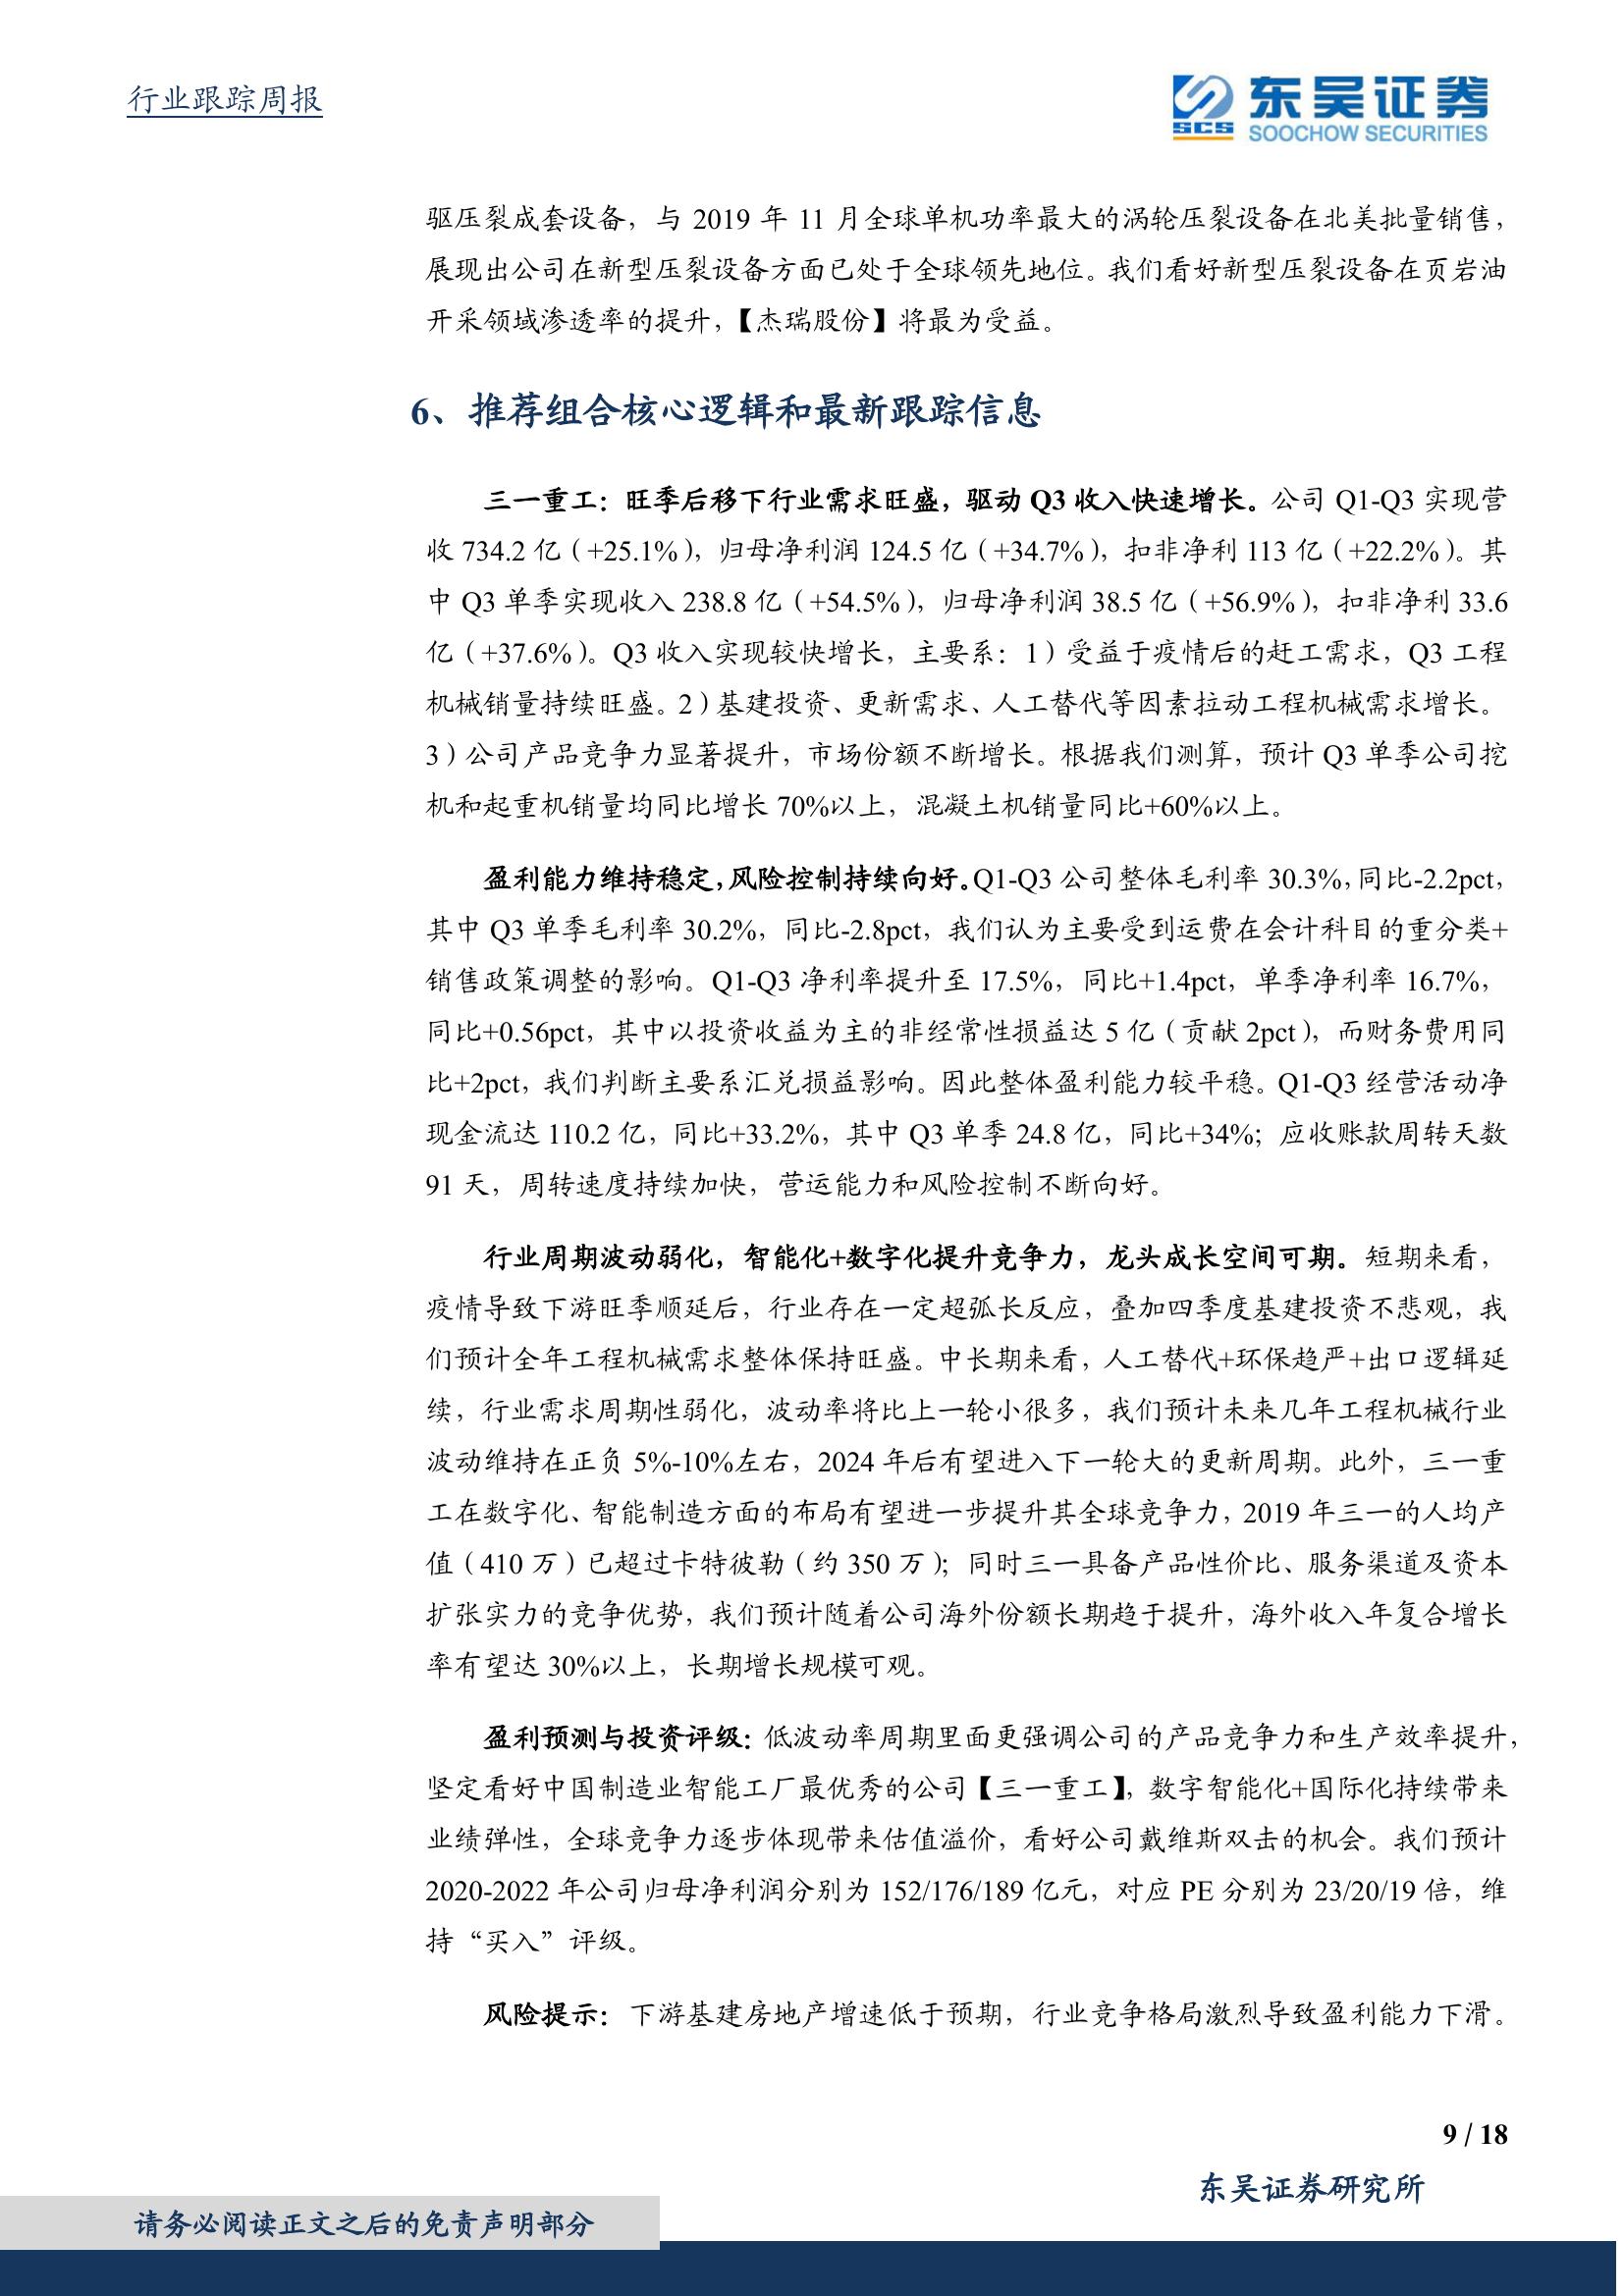 行业跟踪周报
SCS 东吴证券
SOOCHOW SECURITIES
驱压裂成套设备，与 2019 年 11 月全球单机功率最大的涡轮压裂设备在北美批量销售，
展现出公司在新型压裂设备方面已处于全球领先地位。我们看好新型压裂设备在页岩油
开采领域渗透率的提升，【杰瑞股份】将最为受益。
6、推荐组合核心逻辑和最新跟踪信息
三一重工：旺季后移下行业需求旺盛，驱动 Q3 收入快速增长。公司 Q1-Q3 实现营
收 734.2 亿（+25.1%），归母净利润 124.5 亿（+34.7%），扣非净利 113 亿（+22.2%）。其
中 Q3 单季实现收入 238.8 亿（+54.5%），归母净利润 38.5 亿（+56.9%），扣非净利 33.6
亿（+37.6%）。Q3 收入实现较快增长，主要系：1）受益于疫情后的赶工需求，Q3 工程
机械销量持续旺盛。2）基建投资、更新需求、人工替代等因素拉动工程机械需求增长。
3）公司产品竞争力显著提升，市场份额不断增长。根据我们测算，预计 Q3 单季公司挖
机和起重机销量均同比增长 70%以上，混凝土机销量同比+60%以上。
盈利能力维持稳定，风险控制持续向好。Q1-Q3 公司整体毛利率 30.3%，同比-2.2pct，
其中 Q3 单季毛利率 30.2%，同比-2.8pct，我们认为主要受到运费在会计科目的重分类+
销售政策调整的影响。Q1-Q3 净利率提升至 17.5%，同比+1.4pct，单季净利率 16.7%，
同比+0.56pct，其中以投资收益为主的非经常性损益达 5 亿（贡献 2pct），而财务费用同
比+2pct，我们判断主要系汇兑损益影响。因此整体盈利能力较平稳。Q1-Q3 经营活动净
现金流达 110.2 亿，同比+33.2%，其中 Q3 单季 24.8 亿，同比+34%；应收账款周转天数
91 天，周转速度持续加快，营运能力和风险控制不断向好。
行业周期波动弱化，智能化+数字化提升竞争力，龙头成长空间可期。短期来看，
疫情导致下游旺季顺延后，行业存在一定超弧长反应，叠加四季度基建投资不悲观，我
们预计全年工程机械需求整体保持旺盛。中长期来看，人工替代+环保趋严+出口逻辑延
续，行业需求周期性弱化，波动率将比上一轮小很多，我们预计未来几年工程机械行业
波动维持在正负 5%-10%左右，2024 年后有望进入下一轮大的更新周期。此外，三一重
工在数字化、智能制造方面的布局有望进一步提升其全球竞争力，2019 年三一的人均产
值（410 万）已超过卡特彼勒（约 350 万）；同时三一具备产品性价比、服务渠道及资本
扩张实力的竞争优势，我们预计随着公司海外份额长期趋于提升，海外收入年复合增长
率有望达 30%以上，长期增长规模可观。
盈利预测与投资评级：低波动率周期里面更强调公司的产品竞争力和生产效率提升，
坚定看好中国制造业智能工厂最优秀的公司【三一重工】，数字智能化+国际化持续带来
业绩弹性，全球竞争力逐步体现带来估值溢价，看好公司戴维斯双击的机会。我们预计
2020-2022 年公司归母净利润分别为 152/176/189 亿元，对应 PE 分别为 23/20/19 倍，维
持“买入”评级。
风险提示：下游基建房地产增速低于预期，行业竞争格局激烈导致盈利能力下滑。
9 / 18
东吴证券研究所
请务必阅读正文之后的免责声明部分